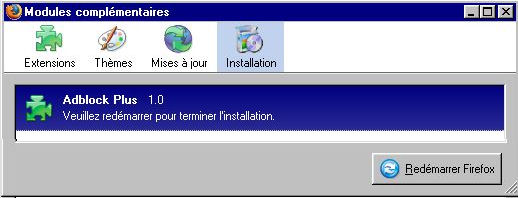 Modules complémentaires
Extensions Thèmes Mises à jour Installation
Adblock Plus 1.0
Veuillez redémarrer pour terminer l'installation.
Redémarrer Firefox